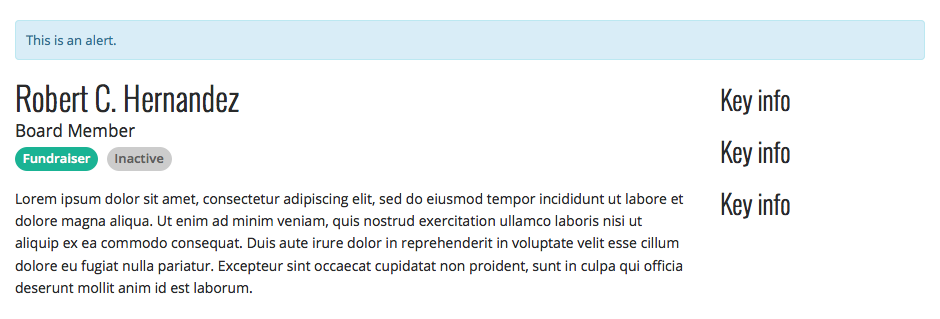 This is an alert.
Robert C. Hernandez
Board Member
Fundraiser Inactive
Lorem ipsum dolor sit amet, consectetur adipiscing elit, sed do eiusmod tempor incididunt ut labore et
dolore magna aliqua. Ut enim ad minim veniam, quis nostrud exercitation ullamco laboris nisi ut
aliquip ex ea commodo consequat. Duis aute irure dolor in reprehenderit in voluptate velit esse cillum
dolore eu fugiat nulla pariatur. Excepteur sint occaecat cupidatat non proident, sunt in culpa qui officia
deserunt mollit anim id est laborum.
Key info
Key info
Key info